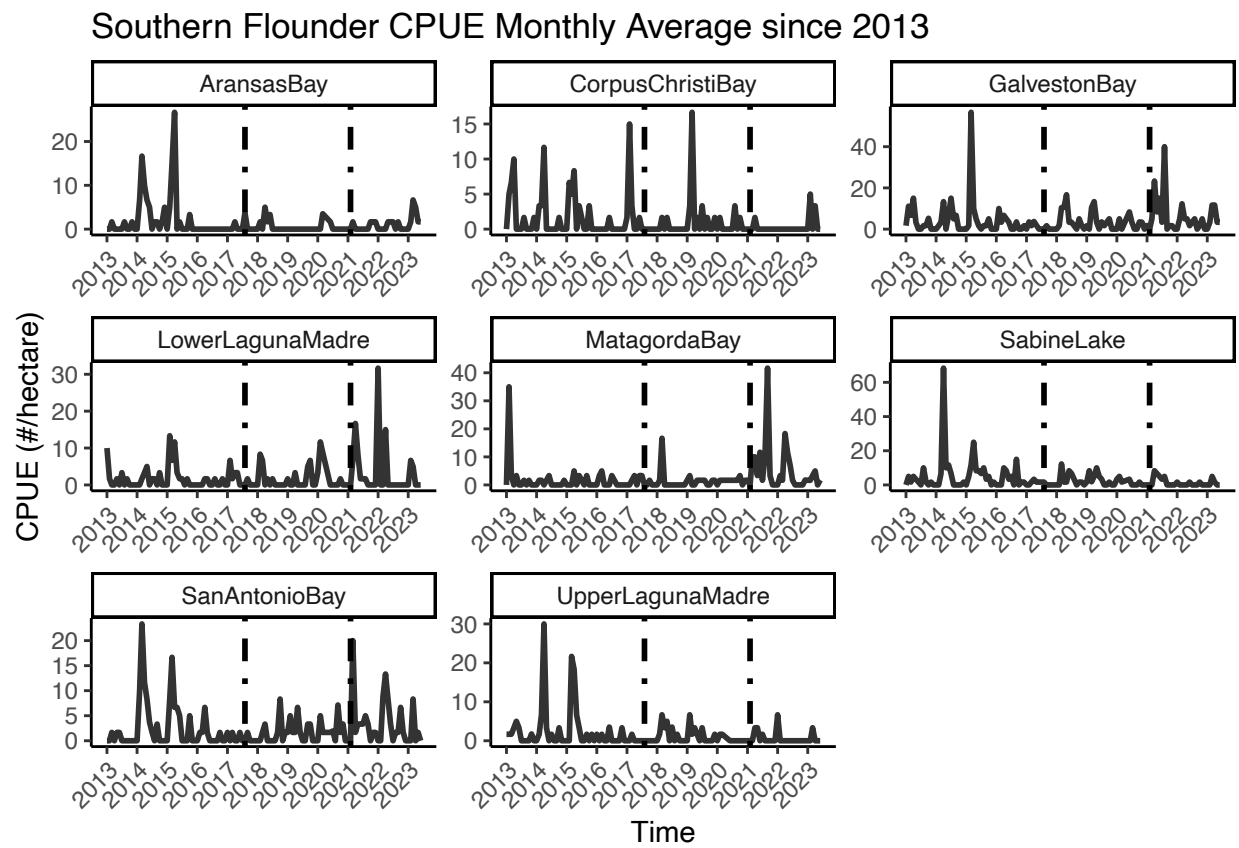 Southern Flounder CPUE Monthly Average since 2013
AransasBay
CorpusChristiBay
GalvestonBay
20
10
0
15
10
5
0
40
20
0
2013 2014 2015 2016 2017 2018 2019 2020 2021 2022 2023
2013 2014 2015 2016 2017 2018 2019 2020 2021 2022 2023
2013 2014 2015 2016 2017 2018 2019 2020 2021 2022 2023
CPUE (#/hectare)
LowerLagunaMadre
MatagordaBay
SabineLake
30
20
10
0
40
30
20
10
0
60
40
20
0
2013 2014 2015 2016 2017 2018 2019 2020 2021 2022 2023
2013 2014 2015 2016 2017 2018 2019 2020 2021 2022 2023
2013 2014 2015 2016 2017 2018 2019 2020 2021 2022 2023
SanAntonioBay
UpperLagunaMadre
20
15
10
5
0
30
20
10
0
2013 2014 2015 2016 2017 2018 2019 2020 2021 2022 2023
2013 2014 2015 2016 2017 2018 2019 2020 2021 2022 2023
Time